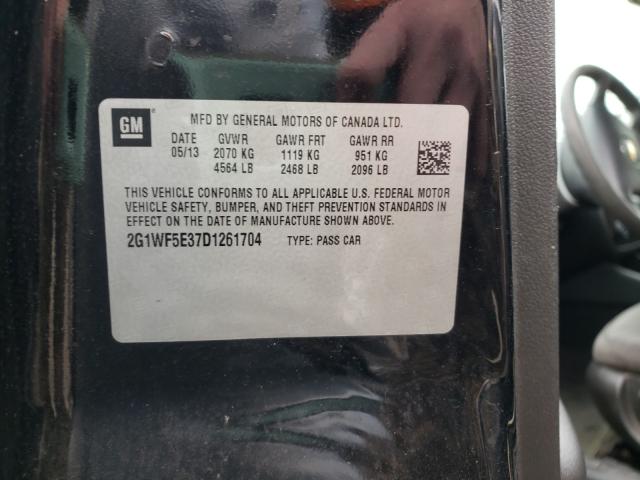 GM
MFD BY GENERAL MOTORS OF CANADA LTD.
DATE GVWR GAWR FRT GAWR RR
05/13 2070 KG 1119 KG 951 KG
4564 LB 2468 LB 2096 LB
THIS VEHICLE CONFORMS TO ALL APPLICABLE U.S. FEDERAL MOTOR
VEHICLE SAFETY, BUMPER, AND THEFT PREVENTION STANDARDS
IN EFFECT ON THE DATE OF MANUFACTURE SHOWN ABOVE.
2G1WF5E37D1261704 TYPE: PASS CAR